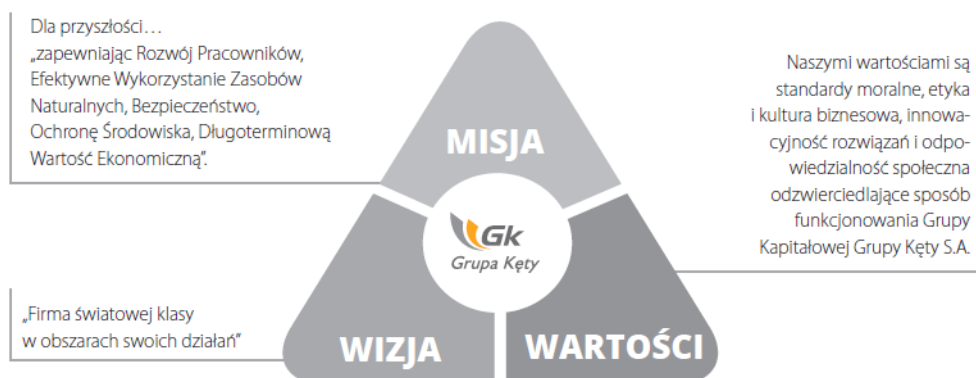 Dla przyszłości…
„zapewniając Rozwój Pracowników,
Efektywne Wykorzystanie Zasobów
Naturalnych, Bezpieczeństwo,
Ochronę Środowiska, Długoterminową
Wartość Ekonomiczną”.
MISJA
Naszymi wartościami są
standardy moralne, etyka
i kultura biznesowa, innowa-
cyjność rozwiązań i odpo-
wiedzialność społeczna
odzwierciedlające sposób
funkcjonowania Grupy
Kapitałowej Grupy Kęty S.A.
Gk
Grupa Kęty
„Firma światowej klasy
w obszarach swoich działań”
WIZJA
WARTOŚCI